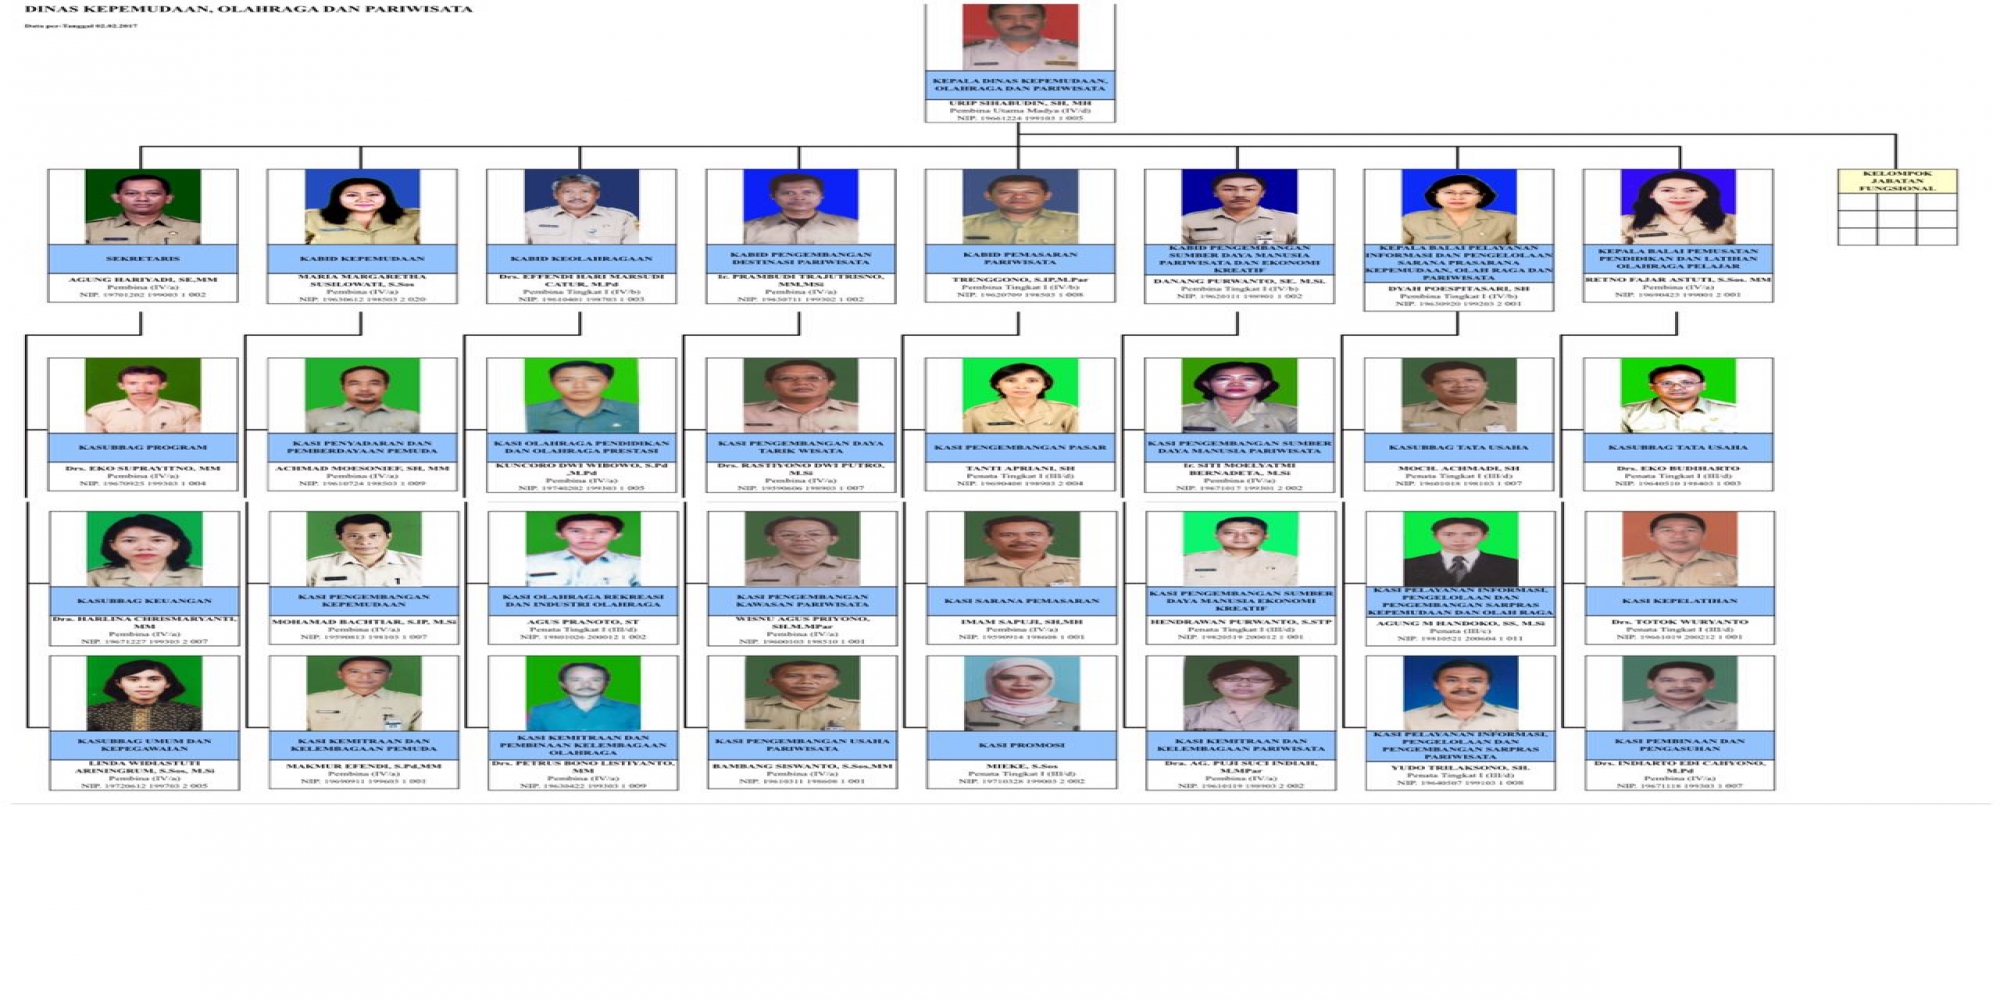 DINAS KEPEMUDAAN, OLAHRAGA DAN PARIWISATA
Data per-Tanggal 02.02.2017
KEPALA DINAS KEPEMUDAAN,
OLAHRAGA DAN PARIWISATA
URIP SIHABUDIN, SH, MH
Pembina Utama Madya (IV/d)
NIP. 19661224 199103 1 005
SEKRETARIS
AGUNG HARIYADI, SE,MM
Pembina (IV/a)
NIP. 19701202 199003 1 002
KABID KEPEMUDAAN
MARIA MARGARETHA
SUSILOWATI, S.Sos
Pembina (IV/a)
NIP. 19630612 198503 2 020
KABID KEOLAHRAGAAN
Drs. EFFENDI HARI MARSUDI
CATUR, M.Pd
Pembina Tingkat I (IV/b)
NIP. 19610401 198703 1 003
KABID PENGEMBANGAN
DESTINASI PARIWISATA
Ir. PRAMBUDI TRAJUTRISNO,
MM,MSi
Pembina (IV/a)
NIP. 19630711 199302 1 002
KABID PEMASARAN
PARIWISATA
TRENGGONO, S.IP,M.Par
Pembina Tingkat I (IV/b)
NIP. 19620709 198503 1 008
KABID PENGEMBANGAN
SUMBER DAYA MANUSIA
PARIWISATA DAN EKONOMI
KREATIF
DANANG PURWANTO, SE, M.Si.
Pembina Tingkat I (IV/b)
NIP. 19620111 198901 1 002
KEPALA BALAI PELAYANAN
INFORMASI DAN PENGELOLAAN
SARANA PRASARANA
KEPEMUDAAN, OLAH RAGA DAN
PARIWISATA
DYAH POESPITASARI, SH
Pembina Tingkat I (IV/b)
NIP. 19630920 199203 2 001
KEPALA BALAI PEMUSATAN
PENDIDIKAN DAN LATIHAN
OLAHRAGA PELAJAR
RETNO FAJAR ASTUTI, S.Sos, MM
Pembina (IV/a)
NIP. 19690423 199001 2 001
KELOMPOK
JABATAN
FUNGSIONAL
KASUBBAG PROGRAM
Drs. EKO SUPRAYITNO, MM
Pembina (IV/a)
NIP. 19670925 199303 1 004
KASI PENYADARAN DAN
PEMBERDAYAAN PEMUDA
ACHMAD MOESONIEF, SH, MM
Pembina (IV/a)
NIP. 19610724 198503 1 009
KASI OLAHRAGA PENDIDIKAN
DAN OLAHRAGA PRESTASI
KUNCORO DWI WIBOWO, S.Pd
,M.Pd
Pembina (IV/a)
NIP. 19740202 199303 1 005
KASI PENGEMBANGAN DAYA
TARIK WISATA
Drs. RASTIYONO DWI PUTRO,
M.Si
Pembina (IV/a)
NIP. 19590606 198903 1 007
KASI PENGEMBANGAN PASAR
TANTI APRIANI, SH
Penata Tingkat I (III/d)
NIP. 19690408 198903 2 004
KASI PENGEMBANGAN SUMBER
DAYA MANUSIA PARIWISATA
Ir. SITI MOELYATMI
BERNADETA, M.Si
Pembina (IV/a)
NIP. 19671017 199301 2 002
KASUBBAG TATA USAHA
MOCH. ACHMADI, SH
Penata Tingkat I (III/d)
NIP. 19601018 198103 1 007
KASUBBAG TATA USAHA
Drs. EKO BUDIHARTO
Penata Tingkat I (III/d)
NIP. 19640510 198403 1 003
KASUBBAG KEUANGAN
Dra. HARLINA CHRISMARYANTI,
MM
Pembina (IV/a)
NIP. 19671227 199303 2 007
KASI PENGEMBANGAN
KEPEMUDAAN
MOHAMAD BACHTIAR, S.IP, M.Si
Pembina (IV/a)
NIP. 19590813 198103 1 007
KASI OLAHRAGA REKREASI
DAN INDUSTRI OLAHRAGA
AGUS PRANOTO, ST
Penata Tingkat I (III/d)
NIP. 19801026 200012 1 002
KASI PENGEMBANGAN
KAWASAN PARIWISATA
WISNU AGUS PRIYONO,
SH.M.MPar
Pembina (IV/a)
NIP. 19600103 198510 1 001
KASI SARANA PEMASARAN
IMAM SAPUJI, SH,MH
Pembina (IV/a)
NIP. 19590914 198608 1 001
KASI PENGEMBANGAN SUMBER
DAYA MANUSIA EKONOMI
KREATIF
HENDRAWAN PURWANTO, S.STP
Penata Tingkat I (III/d)
NIP. 19820519 200012 1 001
KASI PELAYANAN INFORMASI,
PENGELOLAAN DAN
PENGEMBANGAN SARPRAS
KEPEMUDAAN DAN OLAH RAGA
AGUNG M HANDOKO, SS, M.Si
Penata (III/c)
NIP. 19810521 200604 1 011
KASI KEPELATIHAN
Drs. TOTOK WURYANTO
Penata Tingkat I (III/d)
NIP. 19661019 200212 1 001
KASUBBAG UMUM DAN
KEPEGAWAIAN
LINDA WIDIASTUTI
ARININGRUM, S.Sos, M.Si
Pembina (IV/a)
NIP. 19720612 199703 2 005
KASI KEMITRAAN DAN
KELEMBAGAAN PEMUDA
MAKMUR EFENDI, S.Pd,MM
Pembina (IV/a)
NIP. 19690911 199603 1 001
KASI KEMITRAAN DAN
PEMBINAAN KELEMBAGAAN
OLAHRAGA
Drs. PETRUS BONO LISTIYANTO,
MM
Pembina (IV/a)
NIP. 19630422 199303 1 009
KASI PENGEMBANGAN USAHA
PARIWISATA
BAMBANG SISWANTO, S.Sos,MM
Pembina (IV/a)
NIP. 19610311 198608 1 001
KASI PROMOSI
MIEKE, S.Sos
Penata Tingkat I (III/d)
NIP. 19710328 199003 2 002
KASI KEMITRAAN DAN
KELEMBAGAAN PARIWISATA
Dra. AG. PUJI SUCI INDIAH,
M.MPar
Pembina (IV/a)
NIP. 19610119 198903 2 002
KASI PELAYANAN INFORMASI,
PENGELOLAAN DAN
PENGEMBANGAN SARPRAS
PARIWISATA
YUDO TRILAKSONO, SH.
Penata Tingkat I (III/d)
NIP. 19640507 199103 1 008
KASI PEMBINAAN DAN
PENGASUHAN
Drs. INDIARTO EDI CAHYONO,
M.Pd
Pembina (IV/a)
NIP. 19671118 199303 1 007